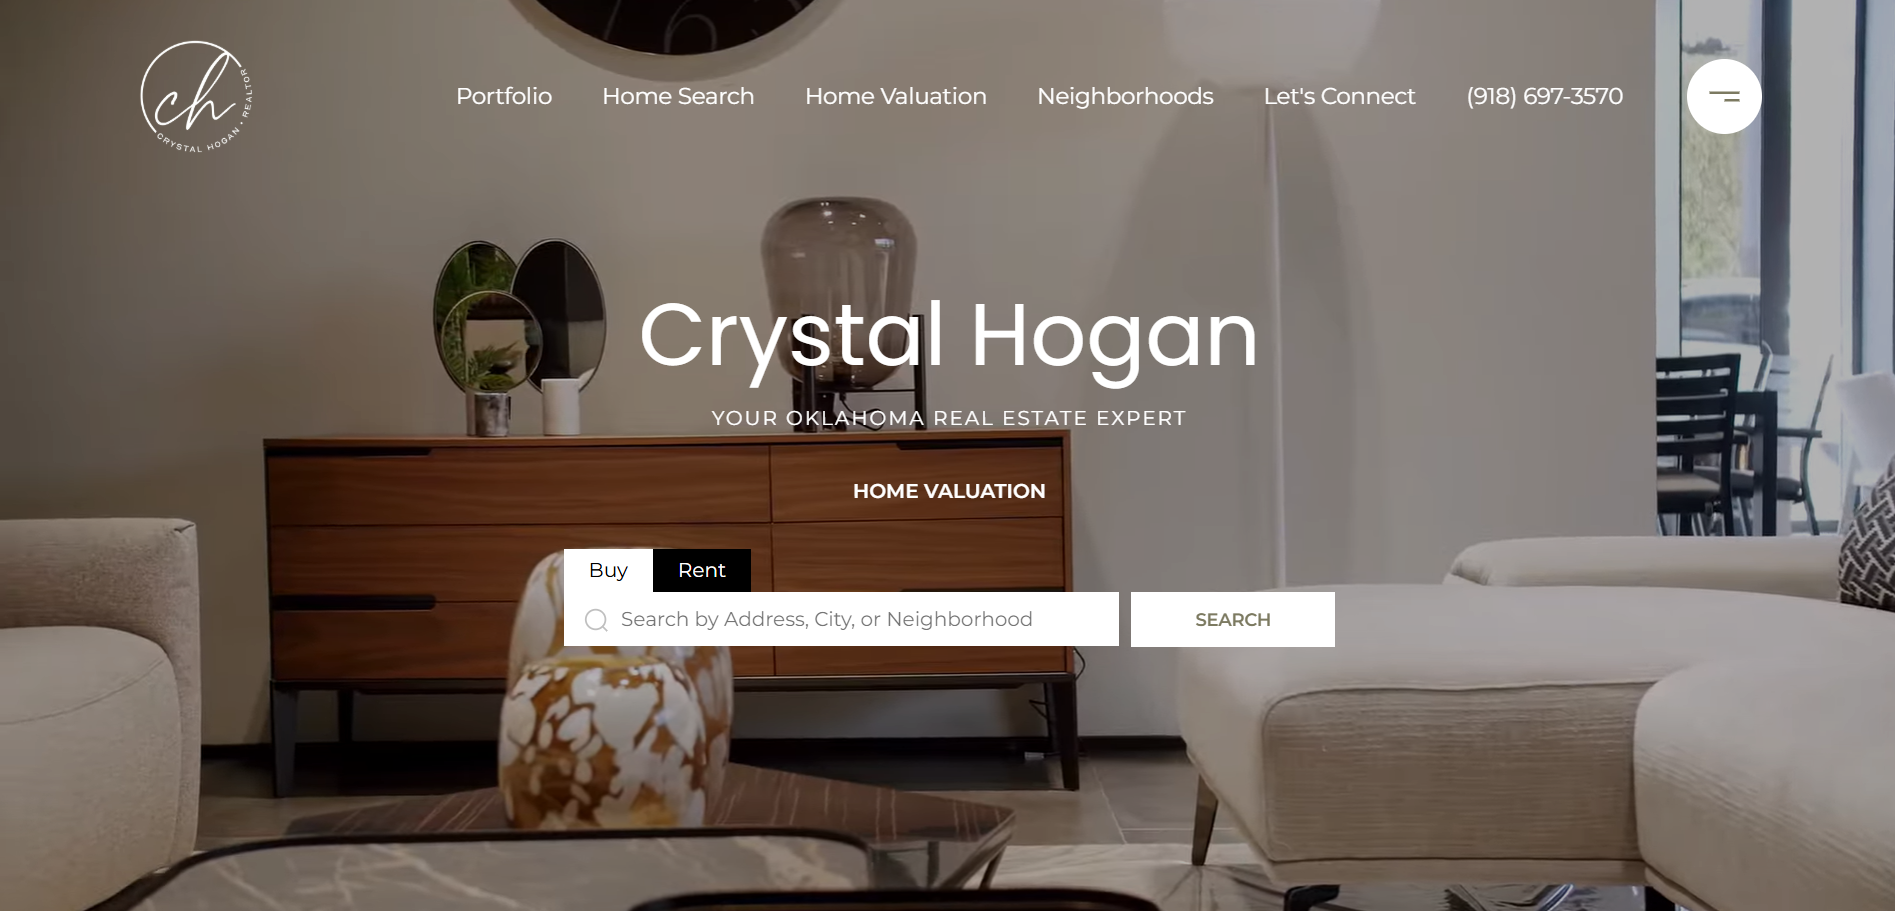 ch
CRYSTAL HOGAN • REALTOR
Portfolio Home Search Home Valuation Neighborhoods Let's Connect (918) 697-3570
Crystal Hogan
YOUR OKLAHOMA REAL ESTATE EXPERT
HOME VALUATION
Buy Rent
Search by Address, City, or Neighborhood SEARCH